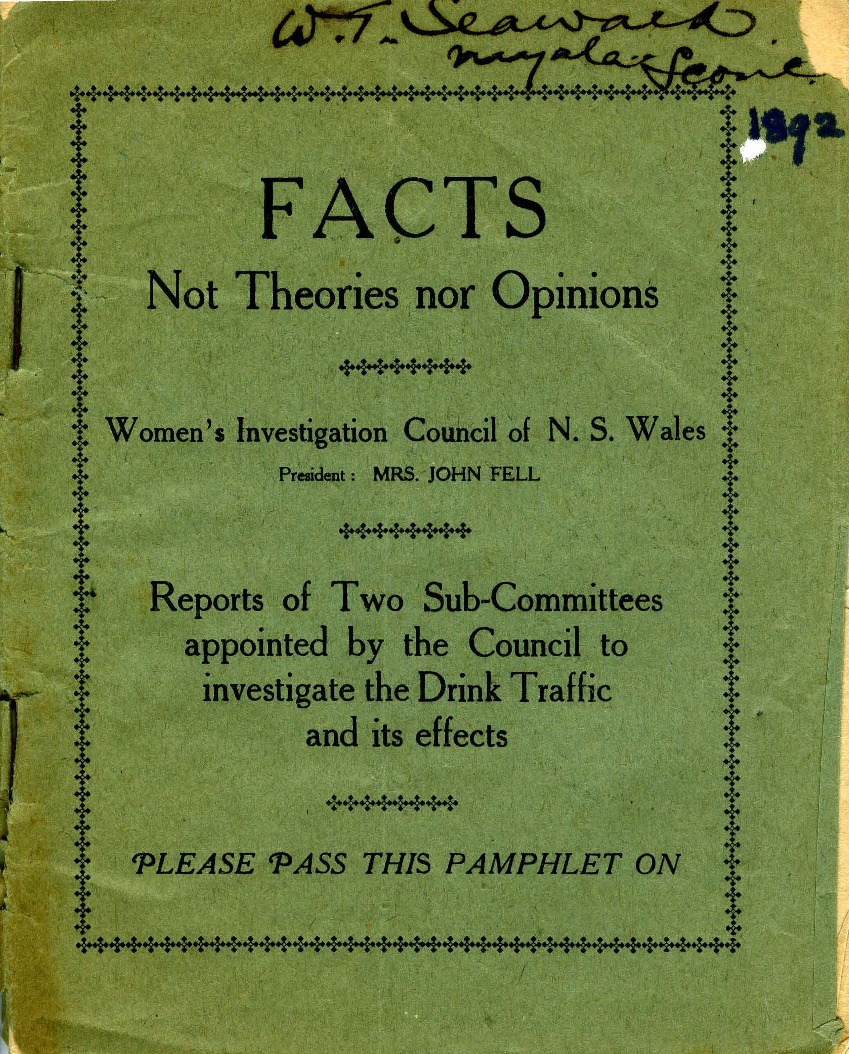 W. T. Seaward.
Scone.
1892
FACTS
Not Theories nor Opinions
Women's Investigation Council of N. S. Wales
President : MRS. JOHN FELL
Reports of Two Sub-Committees
appointed by the Council to
investigate the Drink Traffic
and its effects
PLEASE PASS THIS PAMPHLET ON